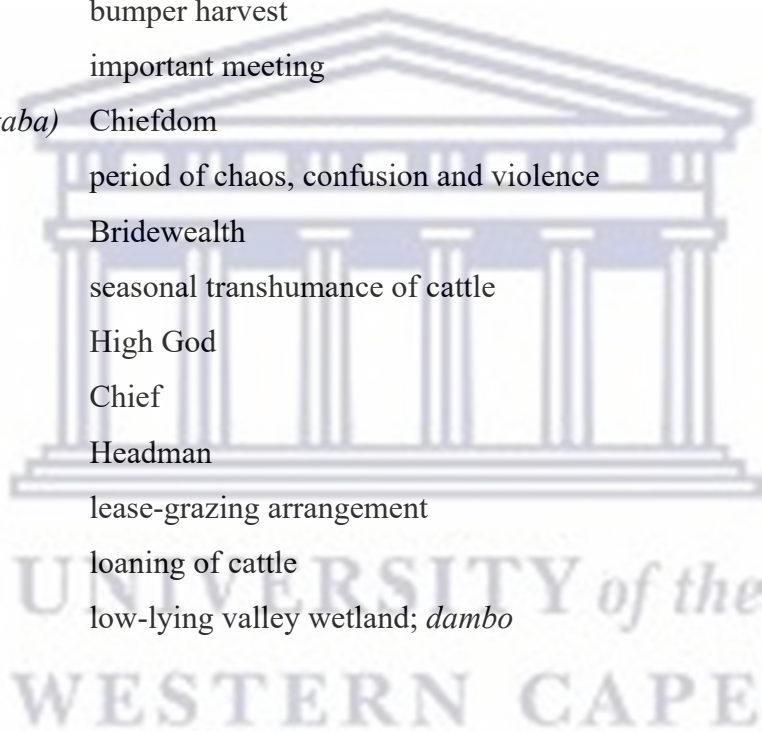 bumper harvest
important meeting
aba) Chiefdom
period of chaos, confusion and violence
Bridewealth
seasonal transhumance of cattle
High God
Chief
Headman
lease-grazing arrangement
loaning of cattle
low-lying valley wetland; dambo
UNIVERSITY of the
WESTERN CAPE